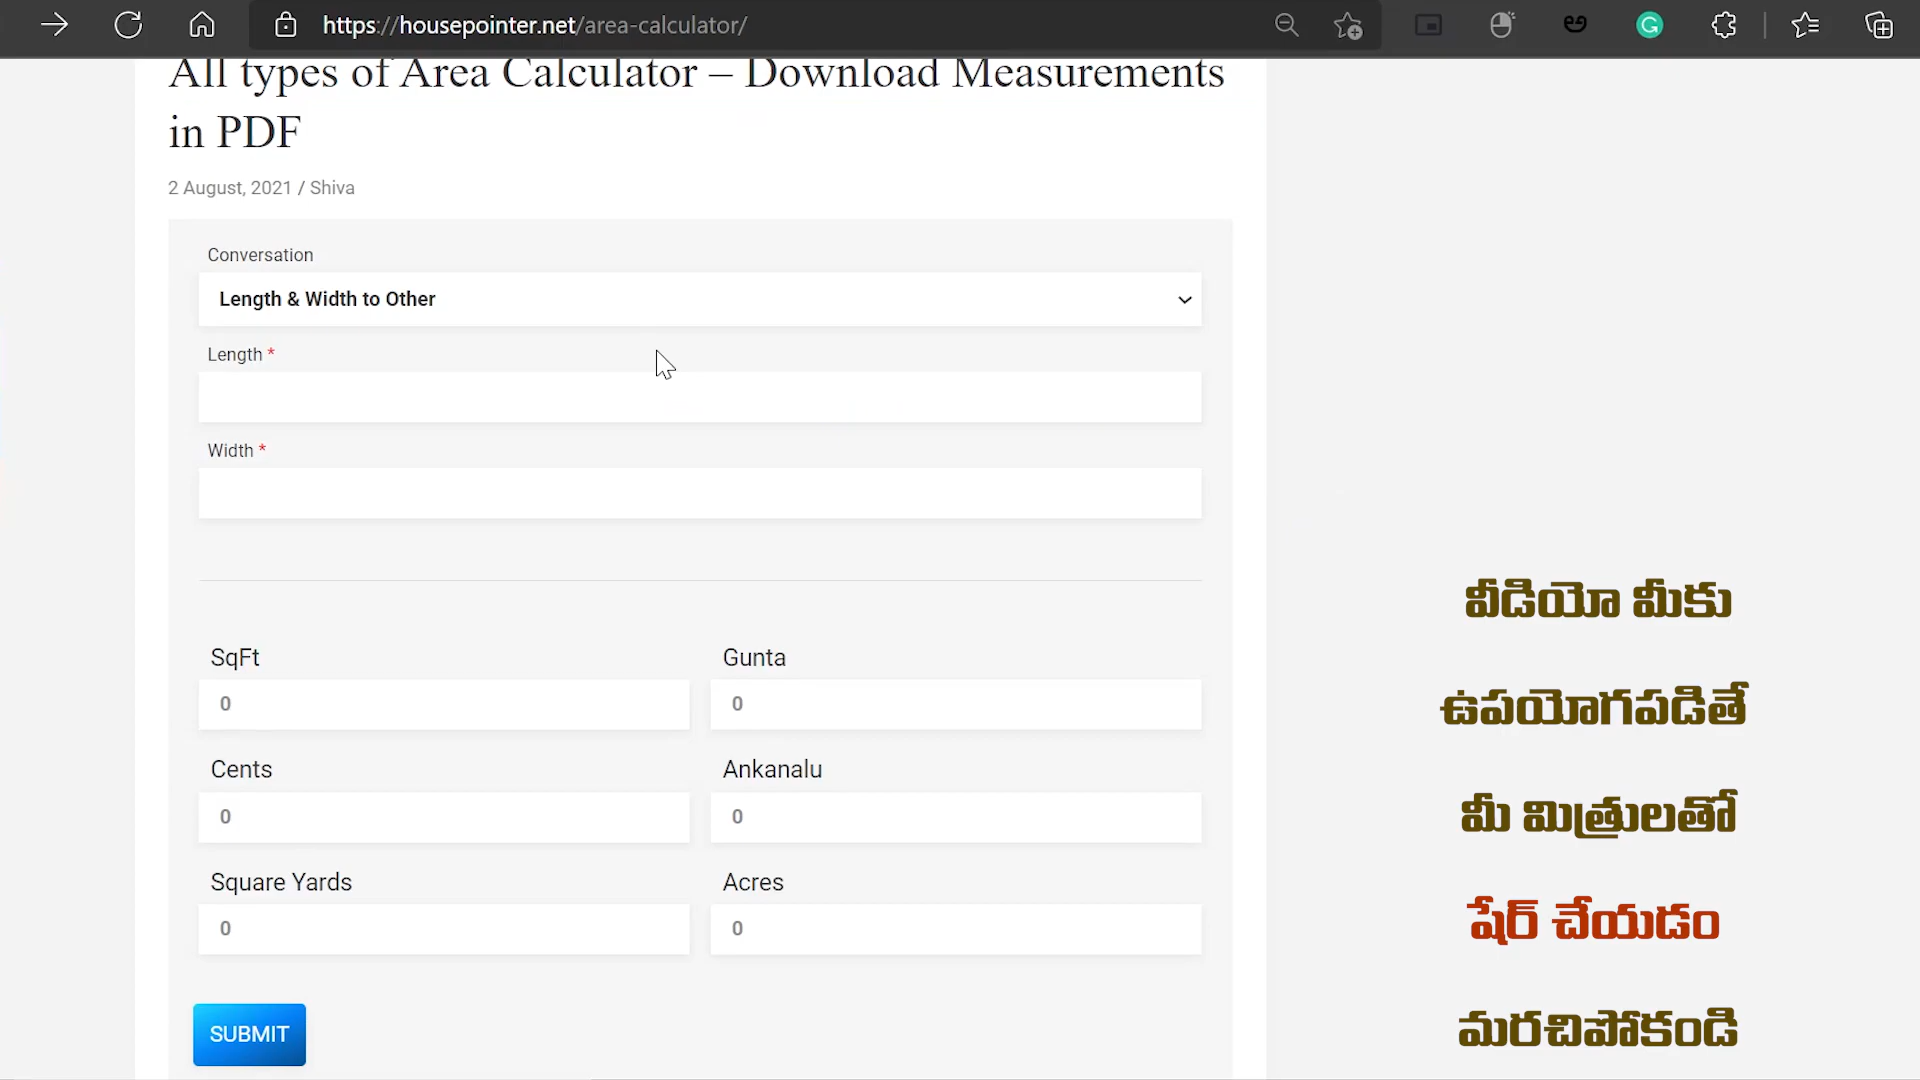 https://housepointer.net/area-calculator/
All types of Area Calculator – Download Measurements
in PDF
2 August, 2021 / Shiva
Conversation
Length & Width to Other
Length *
Width *
SqFt
Gunta
0
0
Cents
Ankanalu
0
0
Square Yards
Acres
0
0
SUBMIT
వీడియో మీకు
ఉపయోగపడితే
మీ మిత్రులతో
షేర్ చేయడం
మరచిపోకండి